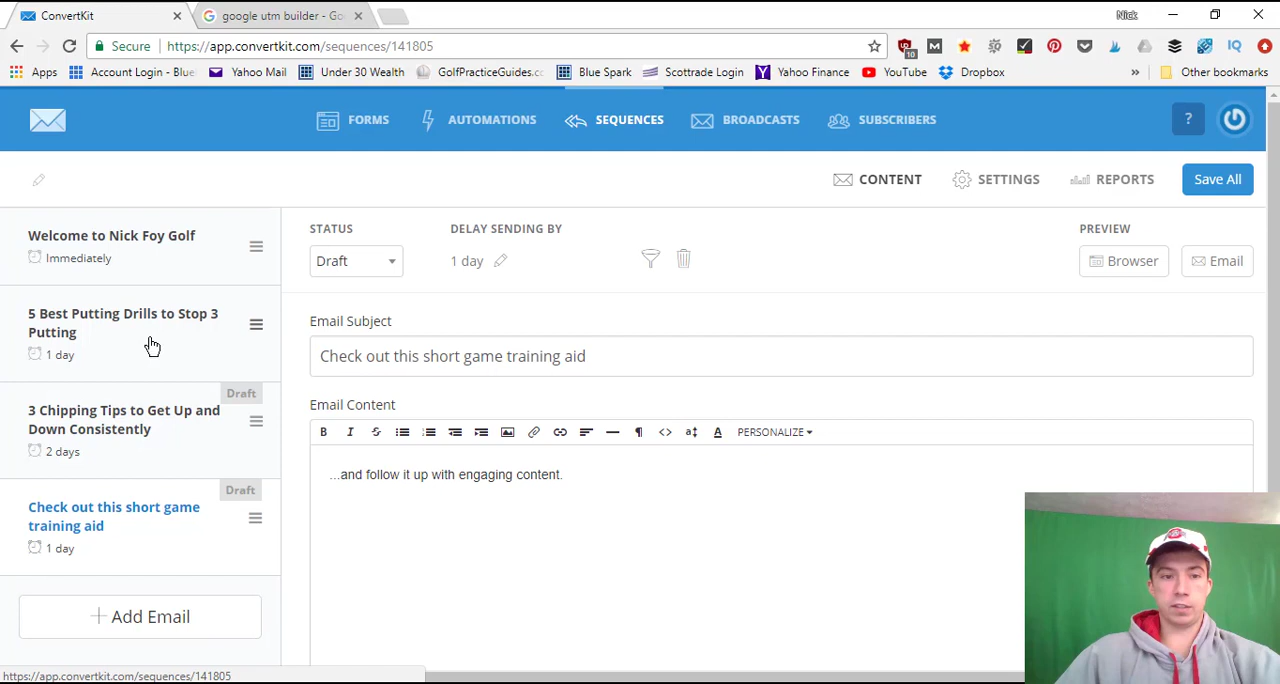 ConvertKit
google utm builder - Go
Nick
Secure
https://app.convertkit.com/sequences/141805
10
Apps
Account Login - Blue
Yahoo Mail
Under 30 Wealth
GolfPracticeGuides.c
Blue Spark
Scottrade Login
Yahoo Finance
YouTube
Dropbox
»
Other bookmarks
FORMS
AUTOMATIONS
SEQUENCES
BROADCASTS
SUBSCRIBERS
?
CONTENT
SETTINGS
REPORTS
Save All
Welcome to Nick Foy Golf
Immediately
5 Best Putting Drills to Stop 3
Putting
1 day
Draft
3 Chipping Tips to Get Up and
Down Consistently
2 days
Draft
Check out this short game
training aid
1 day
+ Add Email
STATUS
Draft
DELAY SENDING BY
1 day
PREVIEW
Browser
Email
Email Subject
Check out this short game training aid
Email Content
B I S PERSONALIZE
...and follow it up with engaging content.
https://app.convertkit.com/sequences/141805